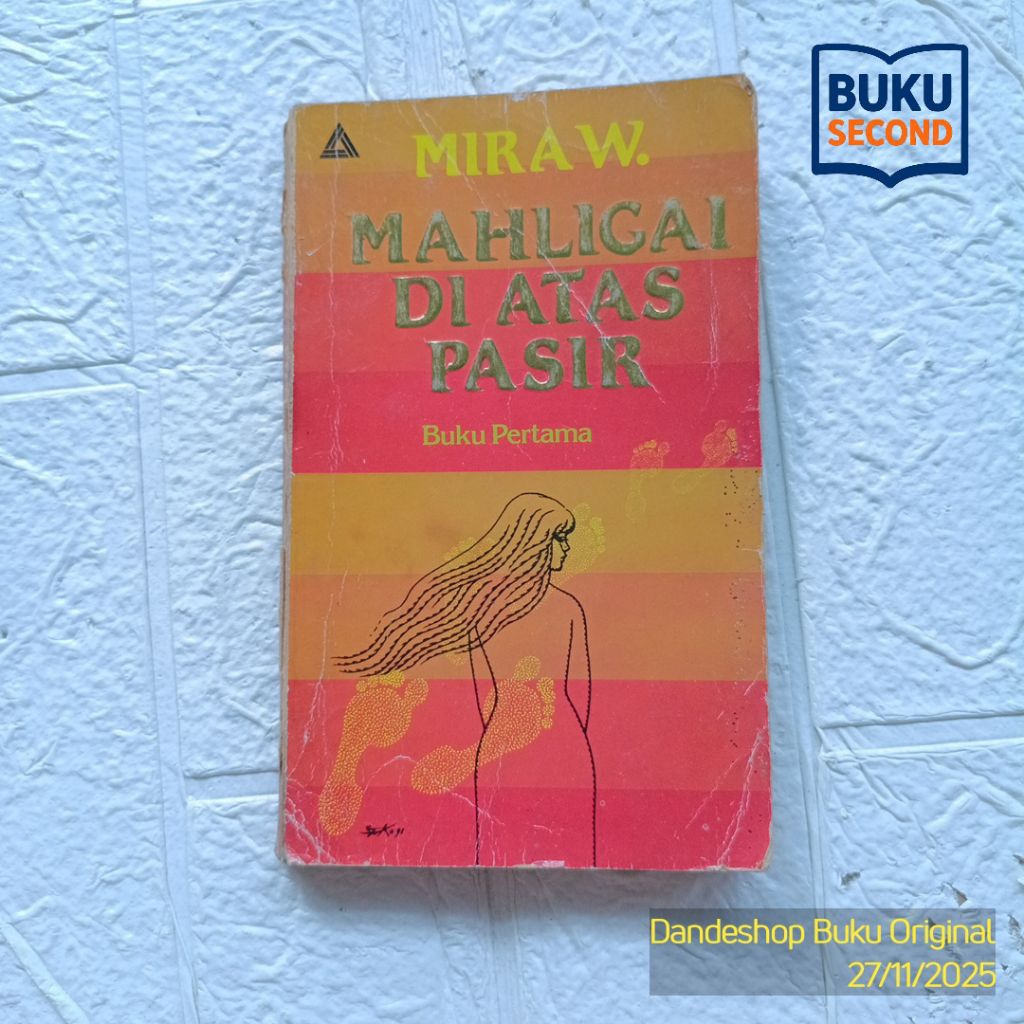 BUKU
SECOND
MIRA W.
MAHLIGAI
DI ATAS
PASIR
Buku Pertama
Dandeshop Buku Original
27/11/2025